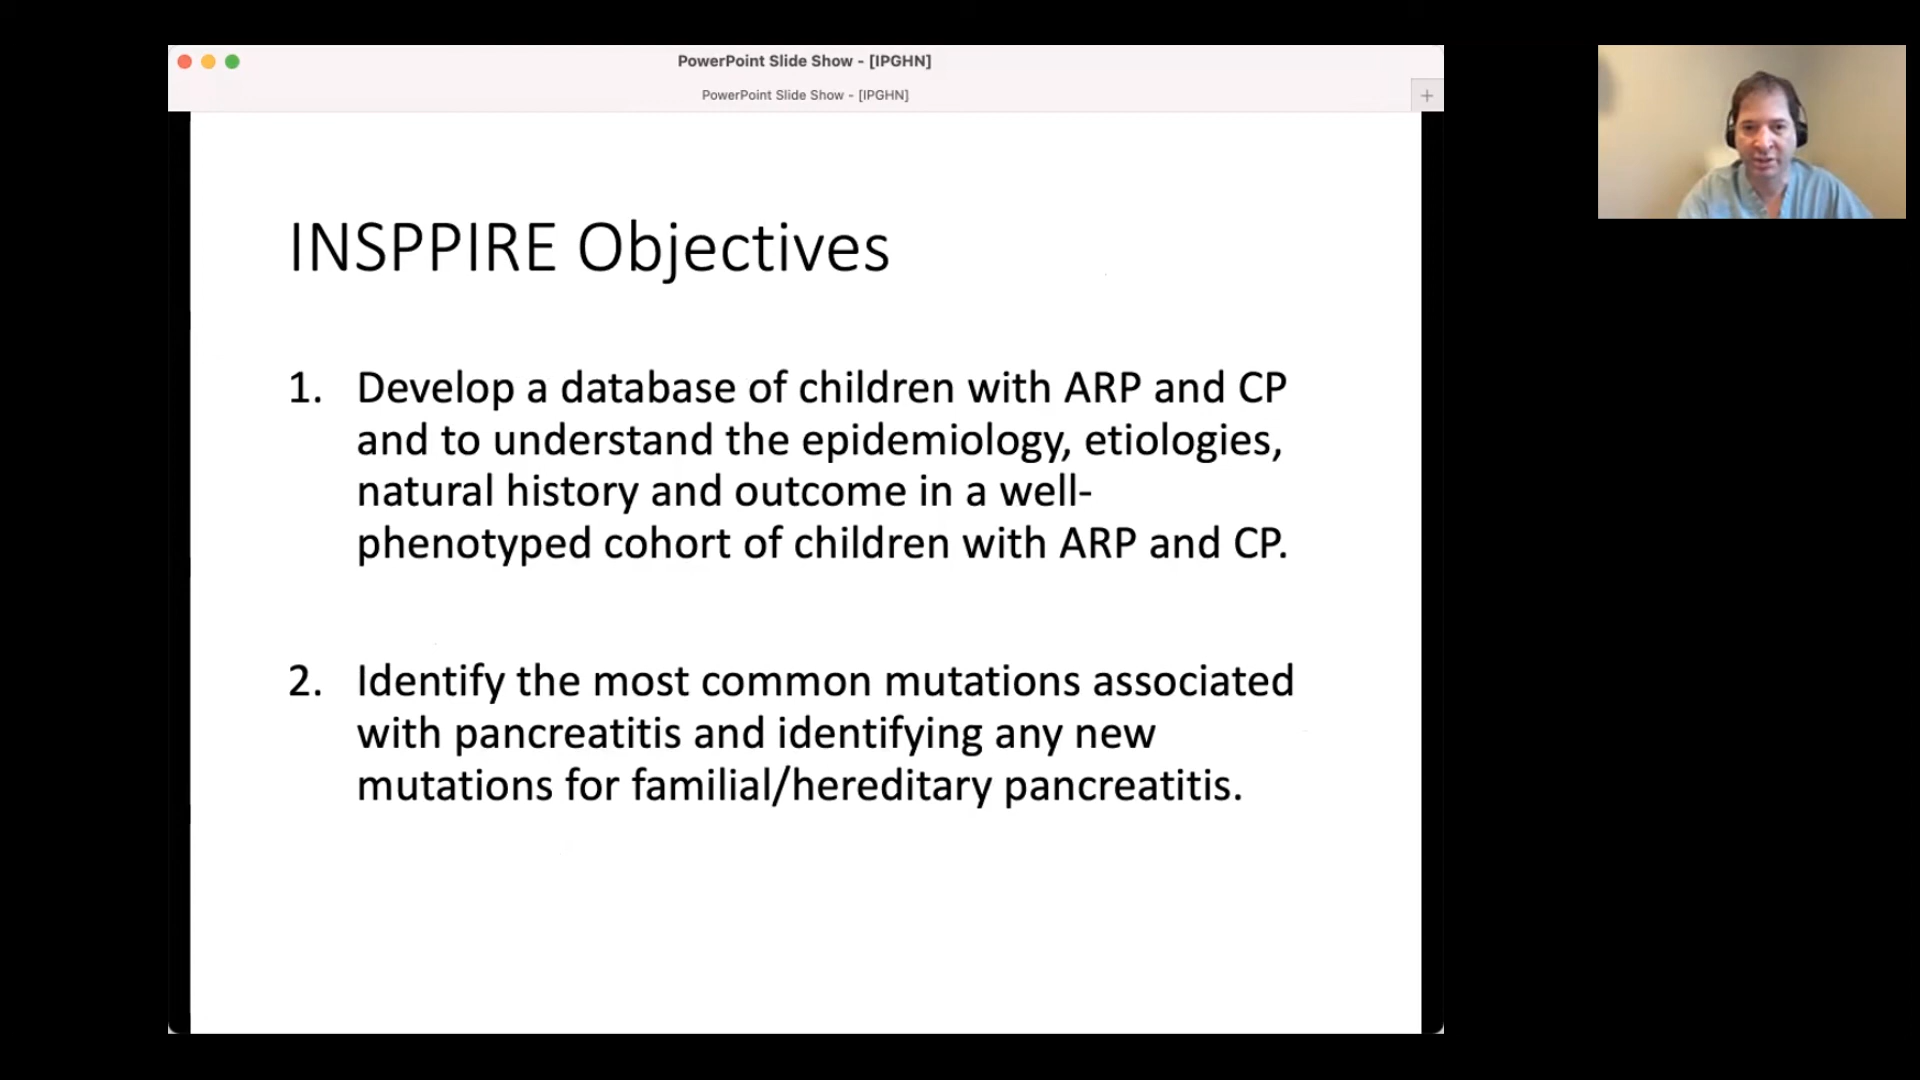 PowerPoint Slide Show - [IPGHN]
PowerPoint Slide Show - [IPGHN]
INSPPIRE Objectives
1. Develop a database of children with ARP and CP
and to understand the epidemiology, etiologies,
natural history and outcome in a well-
phenotyped cohort of children with ARP and CP.
2. Identify the most common mutations associated
with pancreatitis and identifying any new
mutations for familial/hereditary pancreatitis.